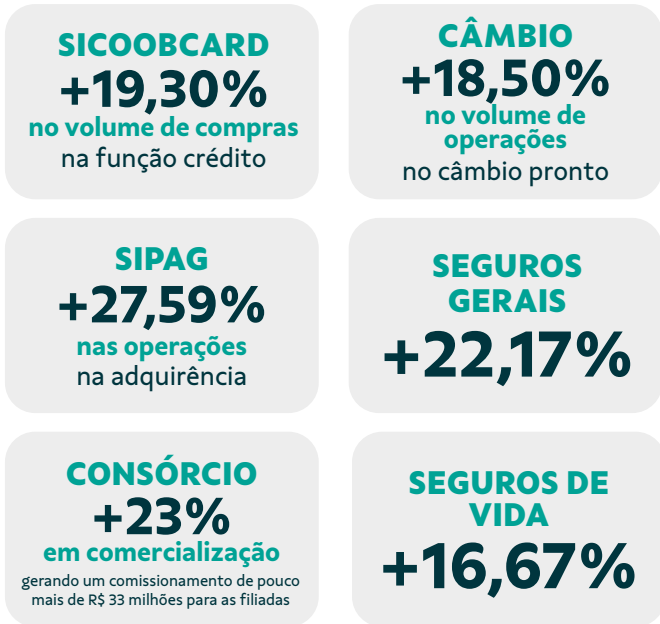 SICOOBCARD
+19,30%
no volume de compras
na função crédito
CÂMBIO
+18,50%
no volume de
operações
no câmbio pronto
SIPAG
+27,59%
nas operações
na adquirência
SEGUROS
GERAIS
+22,17%
CONSÓRCIO
+23%
em comercialização
gerando um comissionamento de pouco
mais de R$ 33 milhões para as filiadas
SEGUROS DE
VIDA
+16,67%